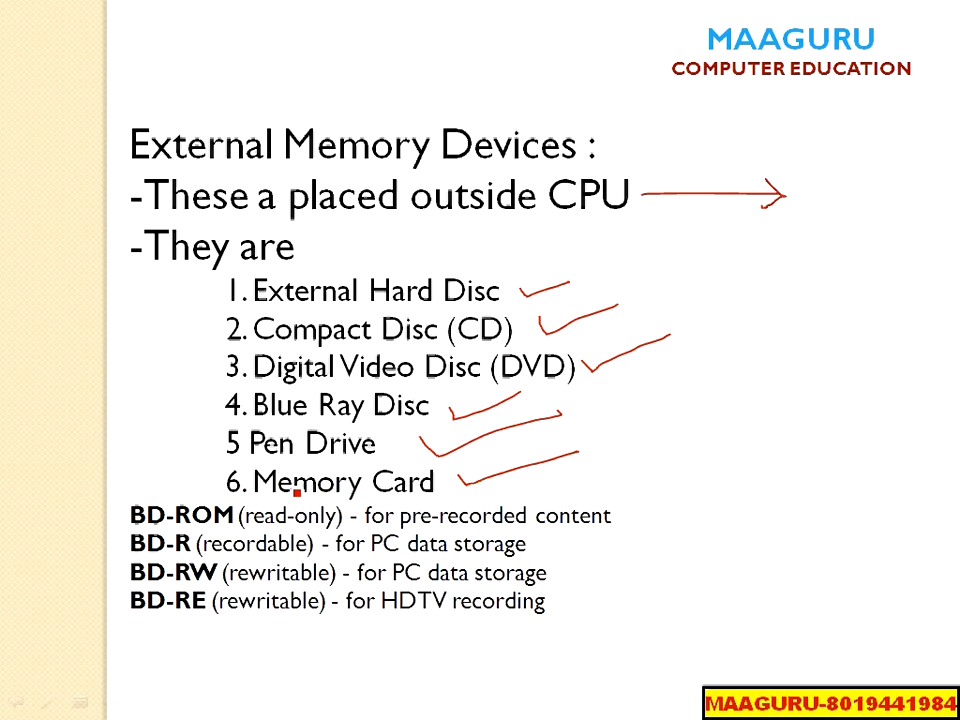 MAAGURU
COMPUTER EDUCATION
External Memory Devices :
-These a placed outside CPU
-They are
1. External Hard Disc
2. Compact Disc (CD)
3. Digital Video Disc (DVD)
4. Blue Ray Disc
5 Pen Drive
6. Memory Card
BD-ROM (read-only) - for pre-recorded content
BD-R (recordable) - for PC data storage
BD-RW (rewritable) - for PC data storage
BD-RE (rewritable) - for HDTV recording
MAAGURU-8019441984